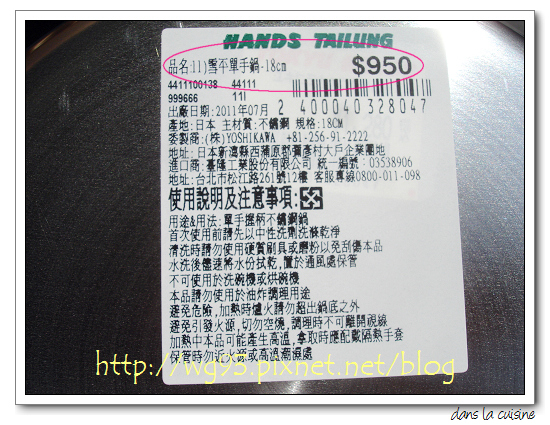 HANDS TAILUNG
品名:11)雪平單手鍋-18cm $950
4411100138 44111
999666 11I
出廠日期:2011年07月 2 400040 328047
產地:日本 主材質:不鏽鋼 規格:18CM
委製商:(株)YOSHIKAWA +81-256-91-2222
地址:日本新瀉縣西蒲原郡彌彥村大戶企業團地
進口商:臺隆工業股份有限公司 統一編號:03538906
地址:台北市松江路261號12樓 客服專線0800-011-098
使用說明及注意事項:
用途&用法:單手握柄不鏽鋼鍋
首次使用前請先以中性洗劑洗滌乾淨
清洗時請勿使用硬質刷具或磨粉以免刮傷本品
水洗後儘速將水份拭乾,置於通風處保管
不可使用於洗碗機或烘碗機
本品請勿使用於油炸調理用途
避免危險,加熱時爐火請勿超出鍋底之外
避免引發火源,切勿空燒,調理時不可離開視線
加熱中本品可能產生高溫,拿取時應配戴隔熱手套
保管時勿近火源或高溫潮濕處
http://wg93.pixnet.net/blog
dans la cuisine